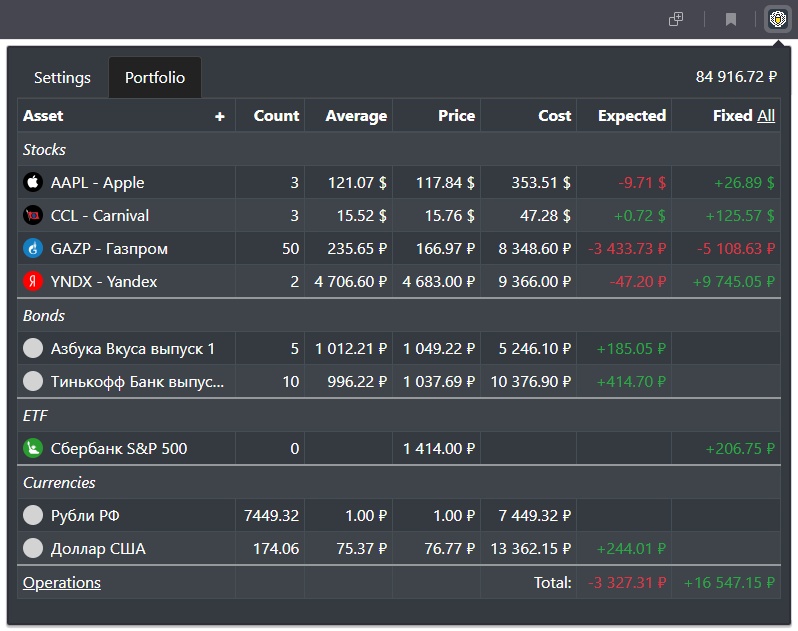 Settings Portfolio 84 916.72 ₽
Asset + Count Average Price Cost Expected Fixed All
Stocks
AAPL - Apple 3 121.07 $ 117.84 $ 353.51 $ -9.71 $ +26.89 $
CCL - Carnival 3 15.52 $ 15.76 $ 47.28 $ +0.72 $ +125.57 $
GAZP - Газпром 50 235.65 ₽ 166.97 ₽ 8 348.60 ₽ -3 433.73 ₽ -5 108.63 ₽
YNDX - Yandex 2 4 706.60 ₽ 4 683.00 ₽ 9 366.00 ₽ -47.20 ₽ +9 745.05 ₽
Bonds
Азбука Вкуса выпуск 1 5 1 012.21 ₽ 1 049.22 ₽ 5 246.10 ₽ +185.05 ₽
Тинькофф Банк выпус... 10 996.22 ₽ 1 037.69 ₽ 10 376.90 ₽ +414.70 ₽
ETF
Сбербанк S&P 500 0 1 414.00 ₽ +206.75 ₽
Currencies
Рубли РФ 7449.32 1.00 ₽ 1.00 ₽ 7 449.32 ₽
Доллар США 174.06 75.37 ₽ 76.77 ₽ 13 362.15 ₽ +244.01 ₽
Operations Total: -3 327.31 ₽ +16 547.15 ₽